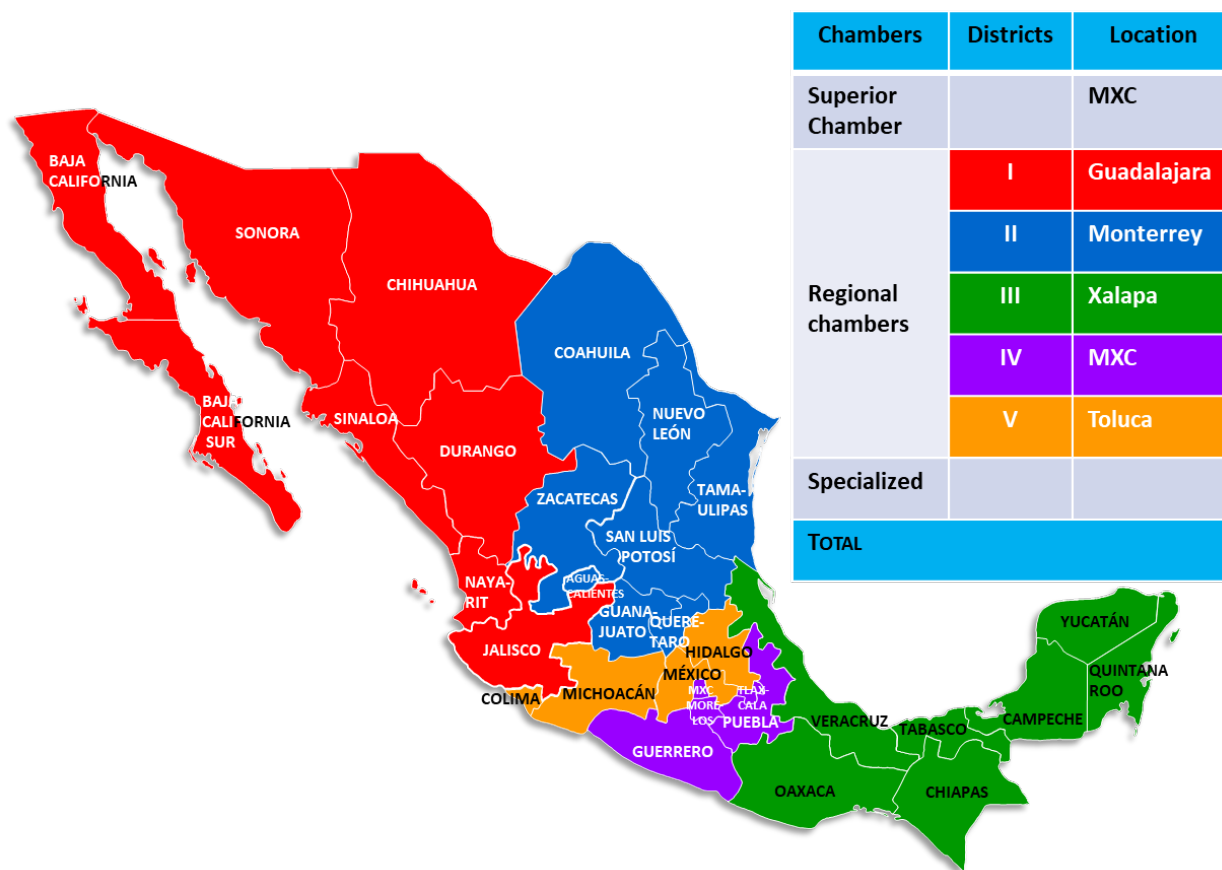 Chambers Districts Location
Superior
Chamber
MXC
Regional
chambers
I Guadalajara
II Monterrey
III Xalapa
IV MXC
V Toluca
Specialized
TOTAL
BAJA
CALIFORNIA
SONORA
CHIHUAHUA
COAHUILA
BAJA
CALIFORNIA
SUR
SINALOA
DURANGO
NUEVO
LEÓN
ZACATECAS
TAMA-
ULIPAS
SAN LUIS
POTOSÍ
NAYA-
RIT
AGUAS-
CALIENTES
GUANA-
JUATO
QUERÉ-
TARO
JALISCO
HIDALGO
COLIMA
MICHOACÁN
MÉXICO
MXC
TLAX-
CALA
MORE-
LOS
PUEBLA
GUERRERO
VERACRUZ
OAXACA
TABASCO
CHIAPAS
CAMPECHE
YUCATÁN
QUINTANA
ROO